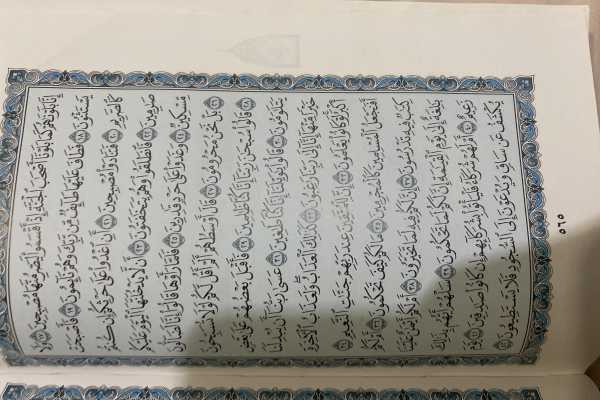 إِنَّا بَلَوْنَٰهُمْ كَمَا بَلَوْنَآ أَصْحَٰبَ ٱلْجَنَّةِ إِذْ أَقْسَمُوا۟ لَيَصْرِمُنَّهَا مُصْبِحِينَ ١٧ وَلَا
يَسْتَثْنُونَ ١٨ فَطَافَ عَلَيْهَا طَآئِفٌ مِّن رَّبِّكَ وَهُمْ نَآئِمُونَ ١٩ فَأَصْبَحَتْ
كَٱلصَّرِيمِ ٢٠ فَتَنَادَوْا۟ مُصْبِحِينَ ٢١ أَنِ ٱغْدُوا۟ عَلَىٰ حَرْثِكُمْ إِن كُنتُمْ
صَٰرِمِينَ ٢٢ فَٱنطَلَقُوا۟ وَهُمْ يَتَخَٰفَتُونَ ٢٣ أَن لَّا يَدْخُلَنَّهَا ٱلْيَوْمَ عَلَيْكُم
مِّسْكِينٌ ٢٤ وَغَدَوْا۟ عَلَىٰ حَرْدٍ قَٰدِرِينَ ٢٥ فَلَمَّا رَأَوْهَا قَالُوٓا۟ إِنَّا لَضَآلُّونَ
٢٦ بَلْ نَحْنُ مَحْرُومُونَ ٢٧ قَالَ أَوْسَطُهُمْ أَلَمْ أَقُل لَّكُمْ لَوْلَا تُسَبِّحُونَ
٢٨ قَالُوا۟ سُبْحَٰنَ رَبِّنَآ إِنَّا كُنَّا ظَٰلِمِينَ ٢٩ فَأَقْبَلَ بَعْضُهُمْ عَلَىٰ بَعْضٍ
يَتَلَٰوَمُونَ ٣٠ قَالُوا۟ يَٰوَيْلَنَآ إِنَّا كُنَّا طَٰغِينَ ٣١ عَسَىٰ رَبُّنَآ أَن يُبْدِلَنَا
خَيْرًا مِّنْهَآ إِنَّآ إِلَىٰ رَبِّنَا رَٰغِبُونَ ٣٢ كَذَٰلِكَ ٱلْعَذَابُ وَلَعَذَابُ ٱلْءَاخِرَةِ
أَكْبَرُ لَوْ كَانُوا۟ يَعْلَمُونَ ٣٣ إِنَّ لِلْمُتَّقِينَ عِندَ رَبِّهِمْ جَنَّٰتِ ٱلنَّعِيمِ ٣٤
أَفَنَجْعَلُ ٱلْمُسْلِمِينَ كَٱلْمُجْرِمِينَ ٣٥ مَا لَكُمْ كَيْفَ تَحْكُمُونَ ٣٦ أَمْ لَكُمْ
كِتَٰبٌ فِيهِ تَدْرُسُونَ ٣٧ إِنَّ لَكُمْ فِيهِ لَمَا تَخَيَّرُونَ ٣٨ أَمْ لَكُمْ أَيْمَٰنٌ عَلَيْنَا
بَٰلِغَةٌ إِلَىٰ يَوْمِ ٱلْقِيَٰمَةِ إِنَّ لَكُمْ لَمَا تَحْكُمُونَ ٣٩ سَلْهُمْ أَيُّهُم بِذَٰلِكَ
زَعِيمٌ ٤٠ أَمْ لَهُمْ شُرَكَآءُ فَلْيَأْتُوا۟ بِشُرَكَآئِهِمْ إِن كَانُوا۟ صَٰدِقِينَ ٤١ يَوْمَ
يُكْشَفُ عَن سَاقٍ وَيُدْعَوْنَ إِلَى ٱلسُّجُودِ فَلَا يَسْتَطِيعُونَ ٤٢
٥٦٥